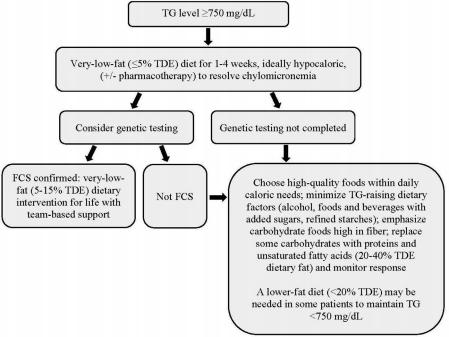 TG level ≥750 mg/dL
Very-low-fat (≤5% TDE) diet for 1-4 weeks, ideally hypocaloric,
(+/- pharmacotherapy) to resolve chylomicronemia
Consider genetic testing
Genetic testing not completed
FCS confirmed: very-low-
fat (5-15% TDE) dietary
intervention for life with
team-based support
Not FCS
Choose high-quality foods within daily
caloric needs; minimize TG-raising dietary
factors (alcohol, foods and beverages with
added sugars, refined starches); emphasize
carbohydrate foods high in fiber; replace
some carbohydrates with proteins and
unsaturated fatty acids (20-40% TDE
dietary fat) and monitor response
A lower-fat diet (<20% TDE) may be
needed in some patients to maintain TG
<750 mg/dL